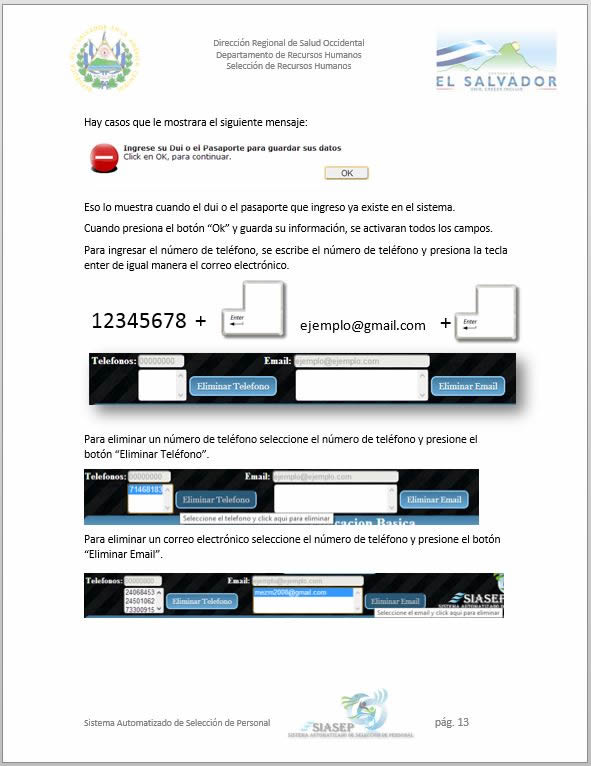 Dirección Regional de Salud Occidental
Departamento de Recursos Humanos
Selección de Recursos Humanos
EL SALVADOR
Hay casos que le mostrara el siguiente mensaje:
Ingrese su Dui o el Pasaporte para guardar sus datos
Click en OK, para continuar.
OK
Eso lo muestra cuando el dui o el pasaporte que ingreso ya existe en el sistema.
Cuando presiona el botón “Ok” y guarda su información, se activaran todos los campos.
Para ingresar el número de teléfono, se escribe el número de teléfono y presiona la tecla
enter de igual manera el correo electrónico.
12345678 + Enter ejemplo@gmail.com + Enter
Telefonos: 00000000 Email: ejemplo@ejemplo.com
Eliminar Telefono Eliminar Email
Para eliminar un número de teléfono seleccione el número de teléfono y presione el
botón “Eliminar Teléfono”.
Telefonos: 00000000 Email: ejemplo@ejemplo.com
71468183 Eliminar Telefono Eliminar Email
Seleccione el telefono y click aqui para eliminar
cacion Basica
Para eliminar un correo electrónico seleccione el número de teléfono y presione el botón
“Eliminar Email”.
Telefonos: 00000000 Email: ejemplo@ejemplo.com
24068453 Eliminar Telefono mezm2008@gmail.com Eliminar Email
24501062
73300915
SIASEP
Seleccione el email y click aqui para eliminar
Sistema Automatizado de Selección de Personal
SIASEP
SISTEMA AUTOMATIZADO DE SELECCIÓN DE PERSONAL
pág. 13